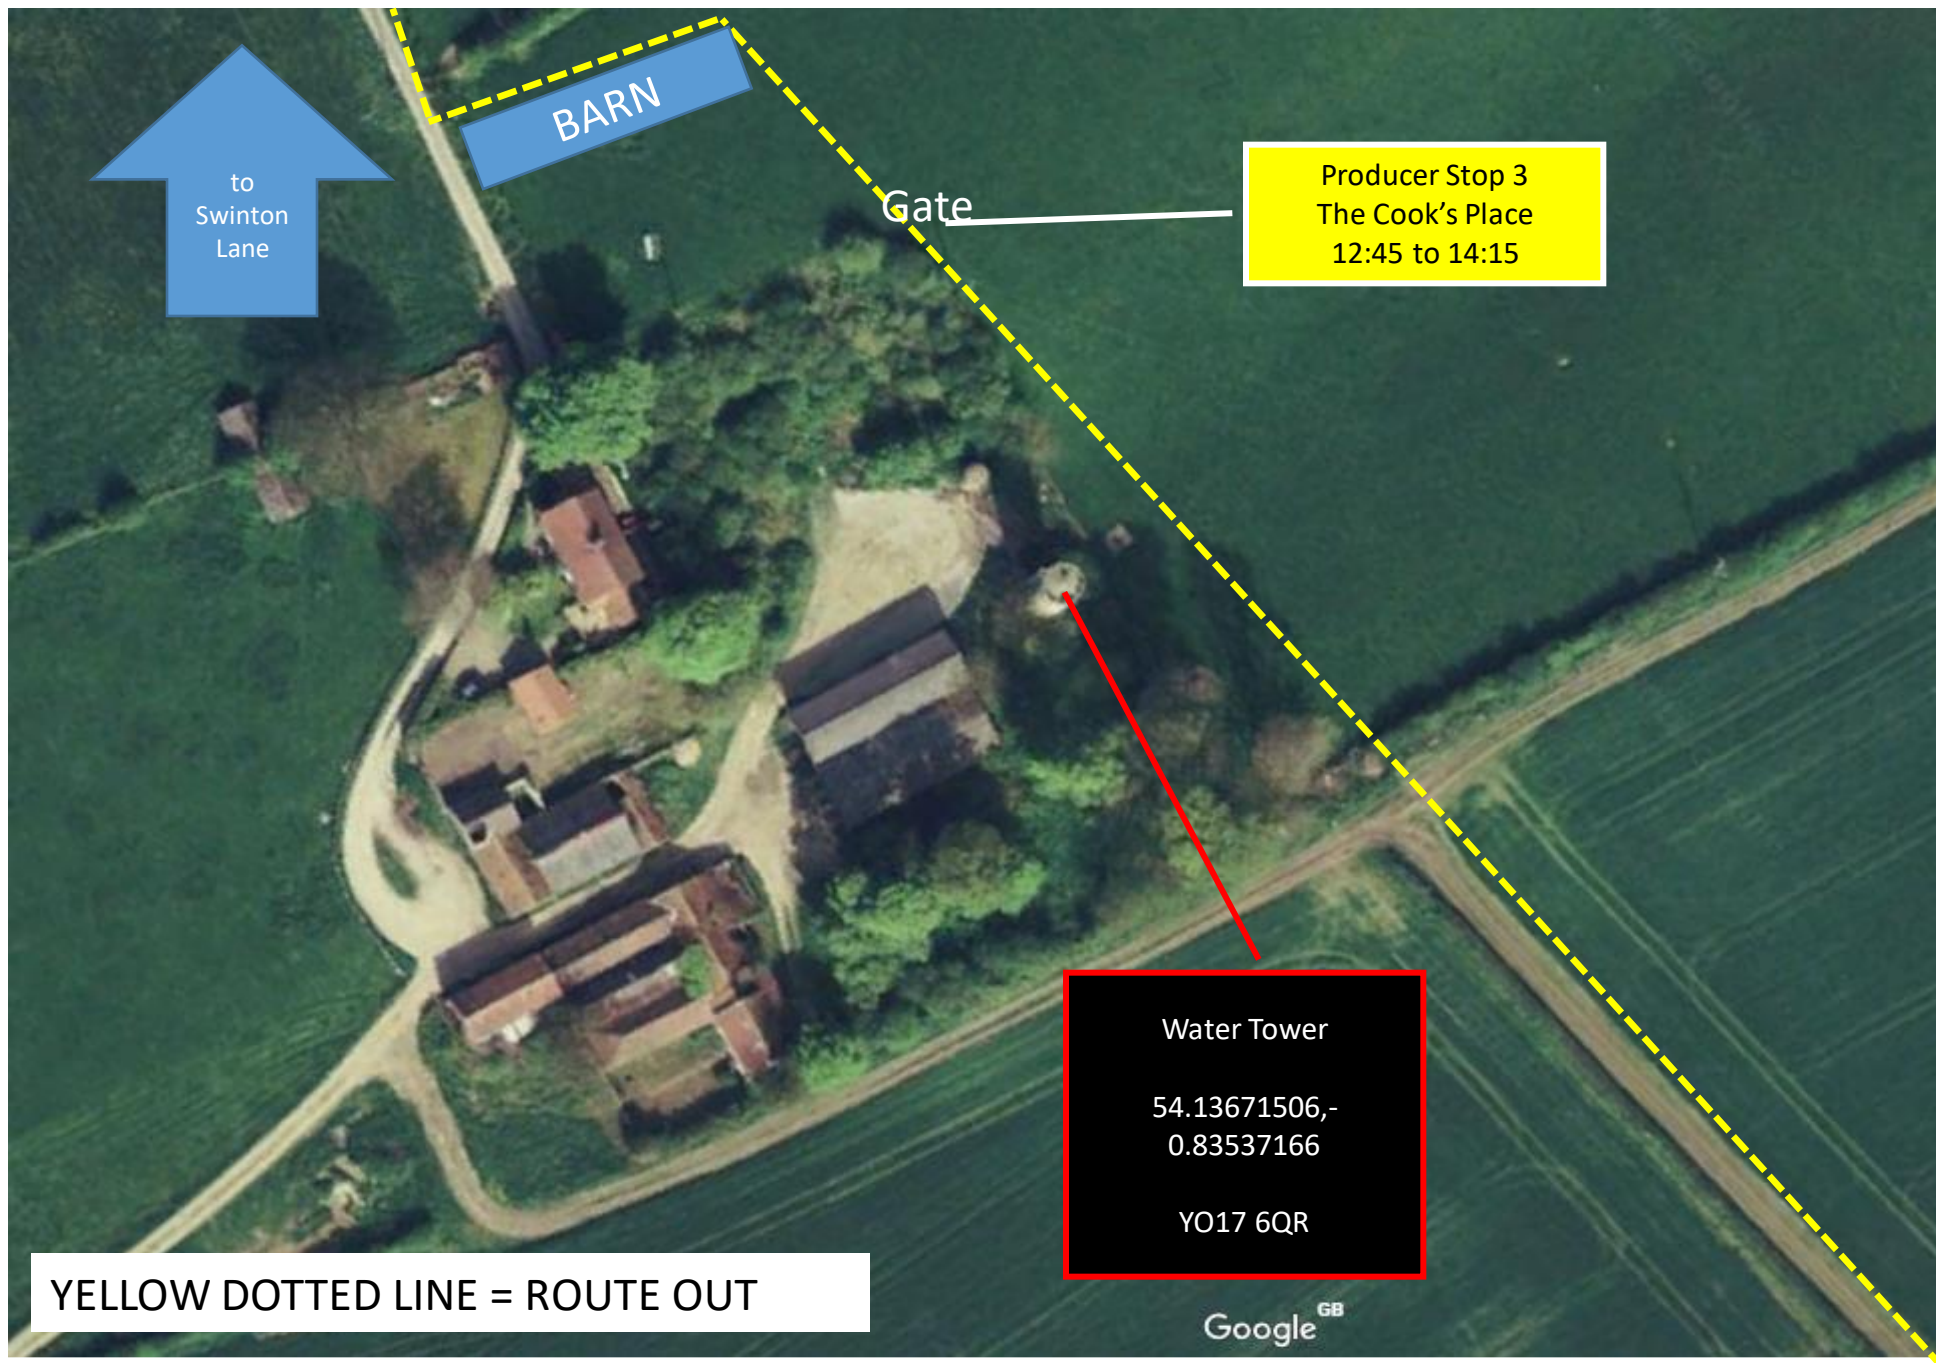 BARN
to
Swinton
Lane
Gate
Producer Stop 3
The Cook’s Place
12:45 to 14:15
Water Tower
54.13671506,-
0.83537166
YO17 6QR
YELLOW DOTTED LINE = ROUTE OUT
Google GB